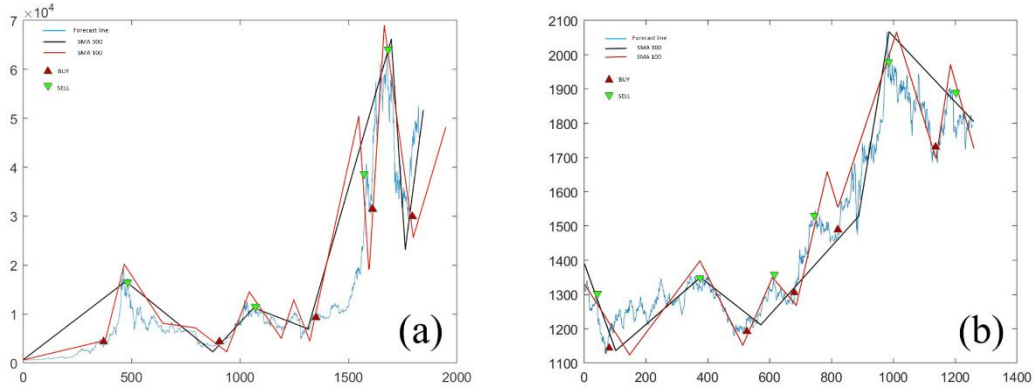 7 ×10⁴
Forecast line
SMA 300
SMA 100
BUY
SELL
6
5
4
3
2
1
0
0 500 1000 1500 2000
(a)
2100
Forecast line
SMA 300
SMA 100
BUY
SELL
2000
1900
1800
1700
1600
1500
1400
1300
1200
1100
0 200 400 600 800 1000 1200 1400
(b)